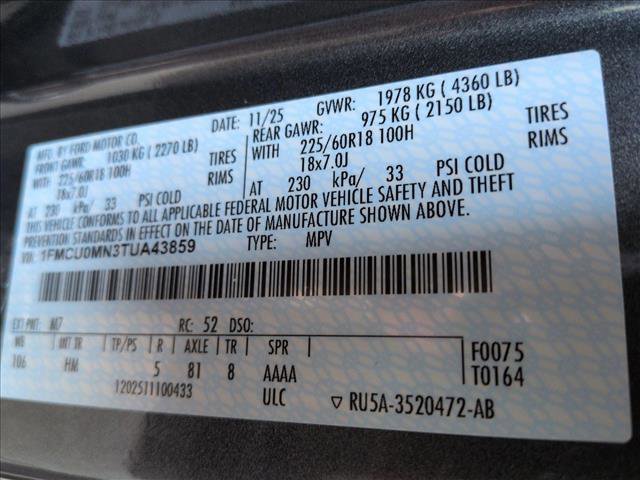 MFD. BY FORD MOTOR CO.
DATE: 11/25 GVWR: 1978 KG ( 4360 LB)
FRONT GAWR: 1030 KG ( 2270 LB) REAR GAWR: 975 KG ( 2150 LB)
WITH 225/60R18 100H TIRES WITH 225/60R18 100H TIRES
18x7.0J RIMS 18x7.0J RIMS
AT 230 kPa/ 33 PSI COLD AT 230 kPa/ 33 PSI COLD
THIS VEHICLE CONFORMS TO ALL APPLICABLE FEDERAL MOTOR VEHICLE SAFETY AND THEFT
PREVENTION STANDARDS IN EFFECT ON THE DATE OF MANUFACTURE SHOWN ABOVE.
VIN: 1FMCU0MN3TUA43859 TYPE: MPV
EXT PNT: M7 RC: 52 DSO:
WB INT TR TP/PS R AXLE TR SPR F0075
106 HM 5 81 8 AAAA T0164
1202511100433 ULC ▽ RU5A-3520472-AB